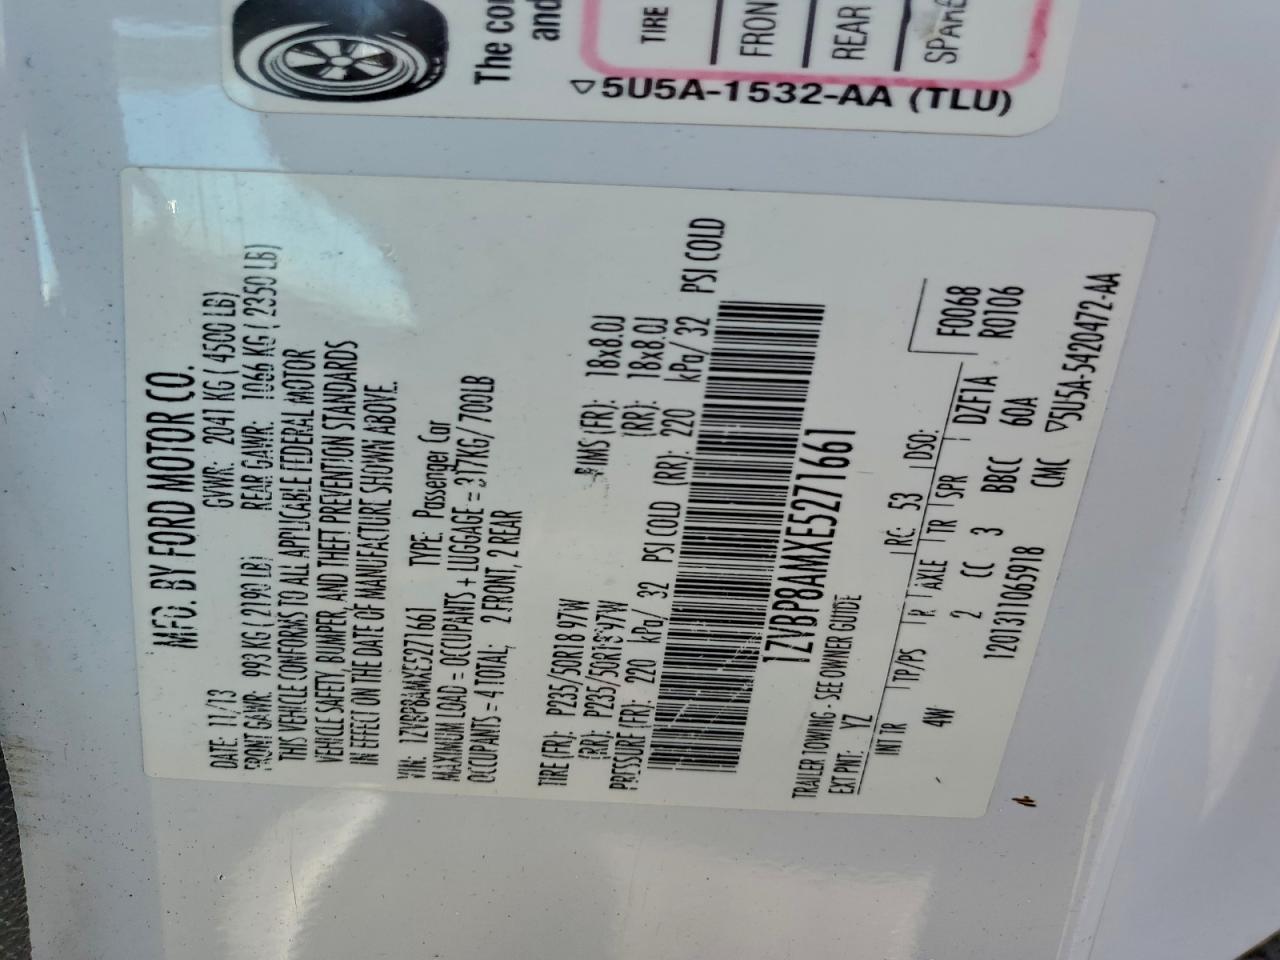 The
and
TIRE
FRON
REAR
5U5A-1532-AA (TLU)
MFD. BY FORD MOTOR CO.
DATE: 11/13 GVWR: 2041 KG ( 4500 LB)
FRONT GAWR: 993 KG ( 2190 LB) REAR GAWR: 1066 KG ( 2350 LB)
THIS VEHICLE CONFORMS TO ALL APPLICABLE FEDERAL MOTOR
VEHICLE SAFETY, BUMPER, AND THEFT PREVENTION STANDARDS
IN EFFECT ON THE DATE OF MANUFACTURE SHOWN ABOVE.
VIN: 1ZVBP8AMXE5271661 TYPE: Passenger Car
MAXIMUM LOAD = OCCUPANTS + LUGGAGE = 317KG/ 700LB
OCCUPANTS = 4 TOTAL, 2 FRONT, 2 REAR
TIRE (FR): P235/50R18 97W RIMS (FR): 18x8.0J
(RR): P235/50R18 97W (RR): 18x8.0J
PRESSURE (FR): 220 kPa/ 32 PSI COLD (RR): 220 kPa/ 32 PSI COLD
1ZVBP8AMXE5271661
TRAILER TOWING - SEE OWNER GUIDE
EXT PNT: YZ RC: 53 DSO: F0068
INT TR TP/PS R AXLE TR SPR DZF1A R0106
4W 2 CC 3 BBCC 60A
1201311065918 CMC 5U5A-5420472-AA